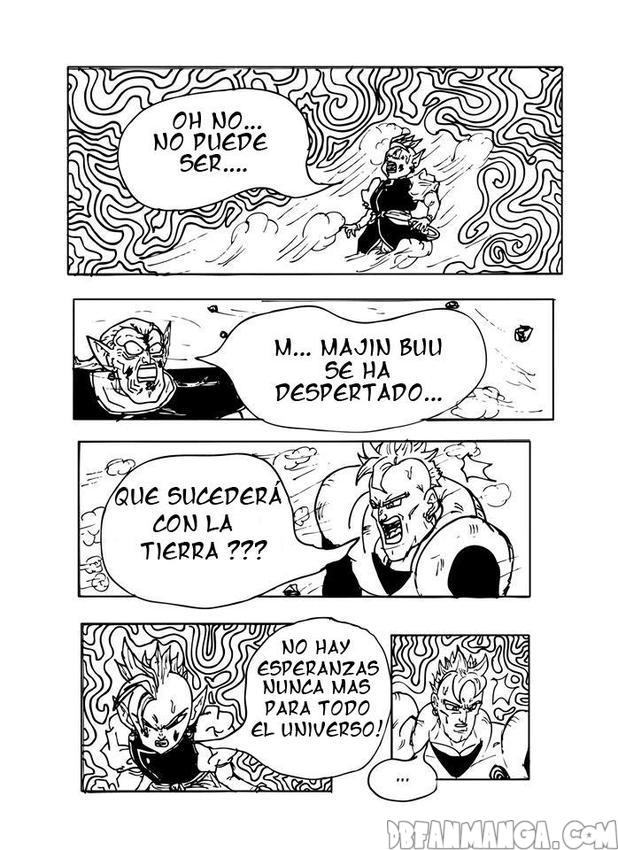 OH NO...
NO PUEDE
SER....
M... MAJIN BUU
SE HA
DESPERTADO...
QUE SUCEDERÁ
CON LA
TIERRA ???
NO HAY
ESPERANZAS
NUNCA MAS
PARA TODO
EL UNIVERSO!
...
DBFANMANGA.COM